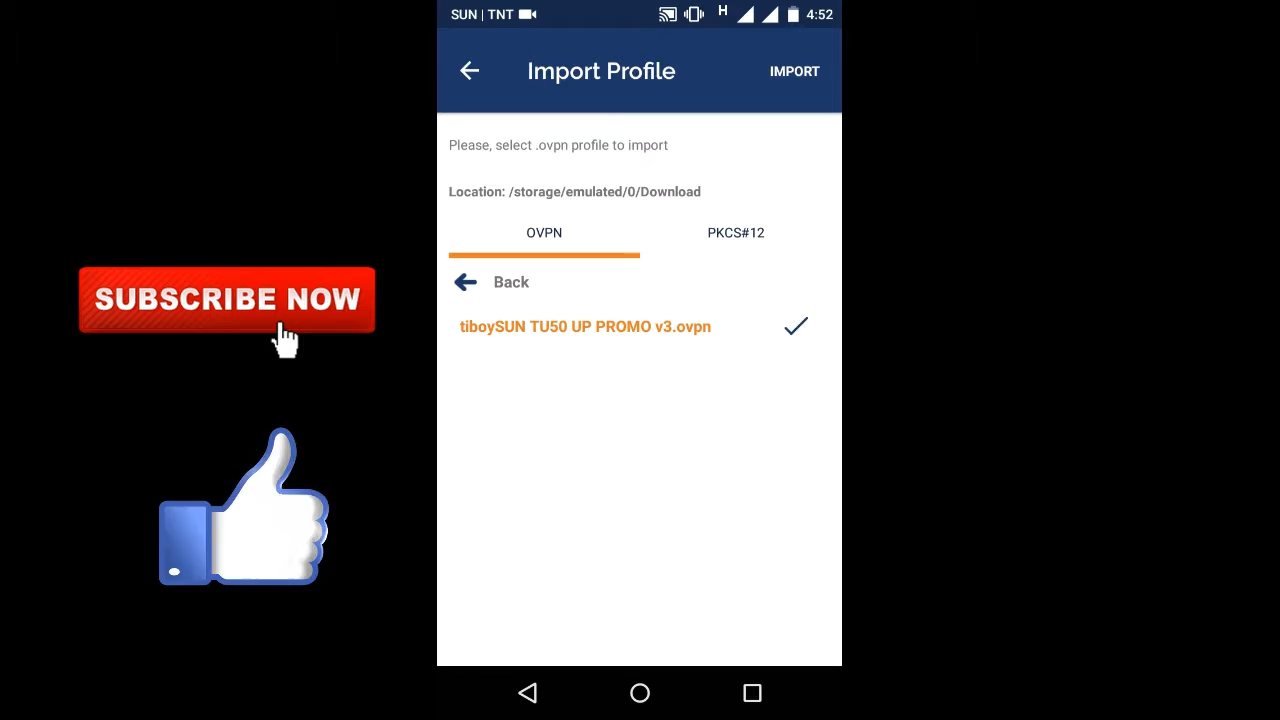 SUN | TNT
H
4:52
Import Profile
IMPORT
Please, select .ovpn profile to import
Location: /storage/emulated/0/Download
OVPN
PKCS#12
Back
tiboySUN TU50 UP PROMO v3.ovpn
SUBSCRIBE NOW